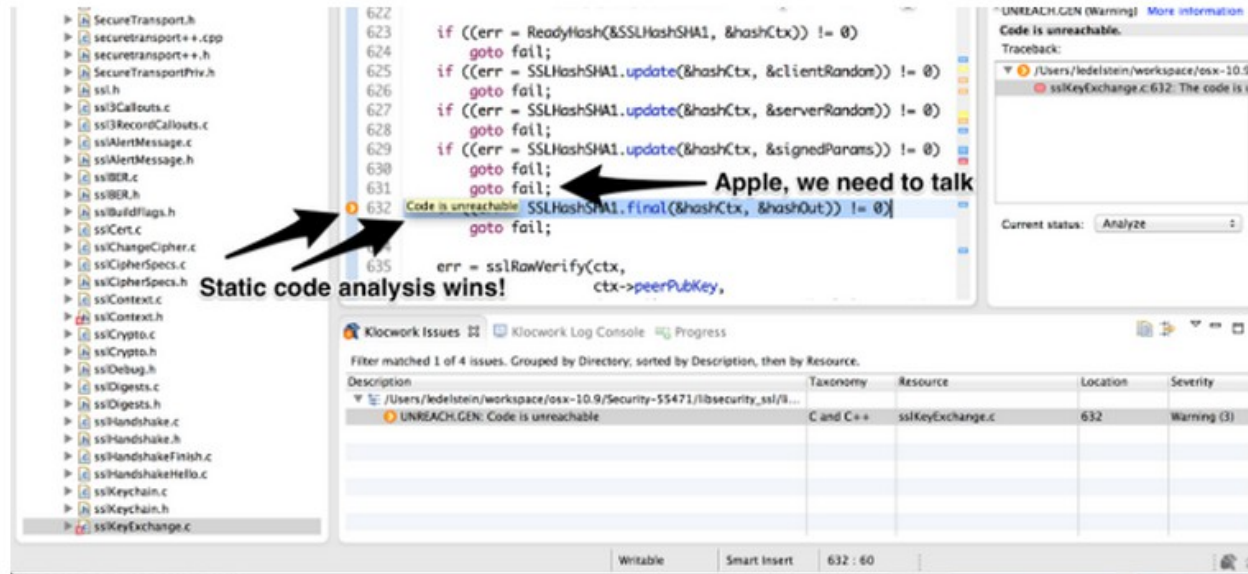 SecureTransport.h
securetransport++.cpp
securetransport++.h
SecureTransportPriv.h
ssl.h
ssl3Callouts.c
ssl3RecordCallouts.c
sslAlertMessage.c
sslAlertMessage.h
sslBER.c
sslBER.h
sslBuildFlags.h
sslCert.c
sslChangeCipher.c
sslCipherSpecs.c
sslCipherSpecs.h
sslContext.c
sslContext.h
sslCrypto.c
sslCrypto.h
sslDebug.h
sslDigests.c
sslDigests.h
sslHandshake.c
sslHandshake.h
sslHandshakeFinish.c
sslHandshakeHello.c
sslKeychain.c
sslKeychain.h
sslKeyExchange.c
622
623 if ((err = ReadyHash(&SSLHashSHA1, &hashCtx)) != 0)
624 goto fail;
625 if ((err = SSLHashSHA1.update(&hashCtx, &clientRandom)) != 0)
626 goto fail;
627 if ((err = SSLHashSHA1.update(&hashCtx, &serverRandom)) != 0)
628 goto fail;
629 if ((err = SSLHashSHA1.update(&hashCtx, &signedParams)) != 0)
630 goto fail;
631 goto fail;
Apple, we need to talk
632 Code is unreachable SSLHashSHA1.final(&hashCtx, &hashOut)) != 0)
goto fail;
635 err = sslRawVerify(ctx,
ctx->peerPubKey,
Static code analysis wins!
UNREACH.GEN (Warning) More information
Code is unreachable.
Traceback:
/Users/ledelstein/workspace/osx-10.9
sslKeyExchange.c:632: The code is
Current status: Analyze
Klocwork Issues Klocwork Log Console Progress
Filter matched 1 of 4 issues. Grouped by Directory; sorted by Description, then by Resource.
Description Taxonomy Resource Location Severity
/Users/ledelstein/workspace/osx-10.9/Security-55471/libsecurity_ssl/li...
UNREACH.GEN: Code is unreachable C and C++ sslKeyExchange.c 632 Warning (3)
Writable Smart Insert 632 : 60